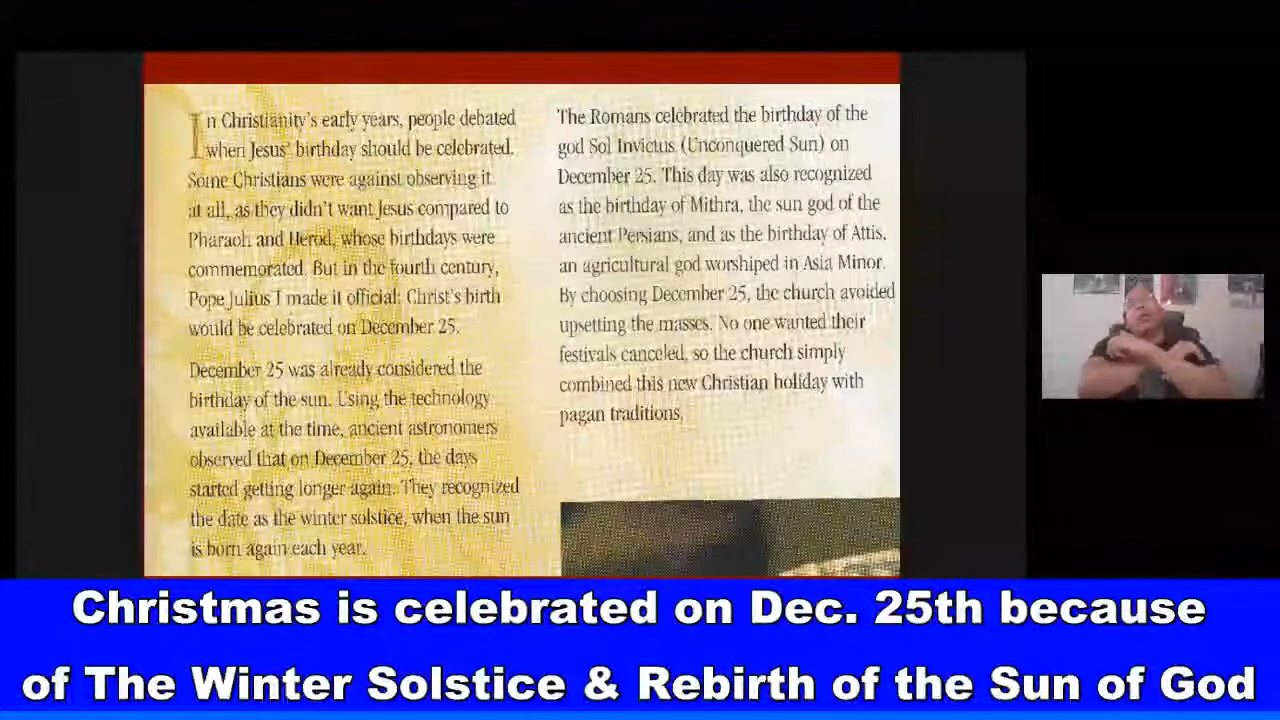 In Christianity's early years, people debated
when Jesus' birthday should be celebrated.
Some Christians were against observing it
at all, as they didn't want Jesus compared to
Pharaoh and Herod, whose birthdays were
commemorated. But in the fourth century,
Pope Julius I made it official: Christ's birth
would be celebrated on December 25.
December 25 was already considered the
birthday of the sun. Using the technology
available at the time, ancient astronomers
observed that on December 25, the days
started getting longer again. They recognized
the date as the winter solstice, when the sun
is born again each year.
The Romans celebrated the birthday of the
god Sol Invictus (Unconquered Sun) on
December 25. This day was also recognized
as the birthday of Mithra, the sun god of the
ancient Persians, and as the birthday of Attis,
an agricultural god worshiped in Asia Minor.
By choosing December 25, the church avoided
upsetting the masses. No one wanted their
festivals canceled, so the church simply
combined this new Christian holiday with
pagan traditions.
Christmas is celebrated on Dec. 25th because
of The Winter Solstice & Rebirth of the Sun of God